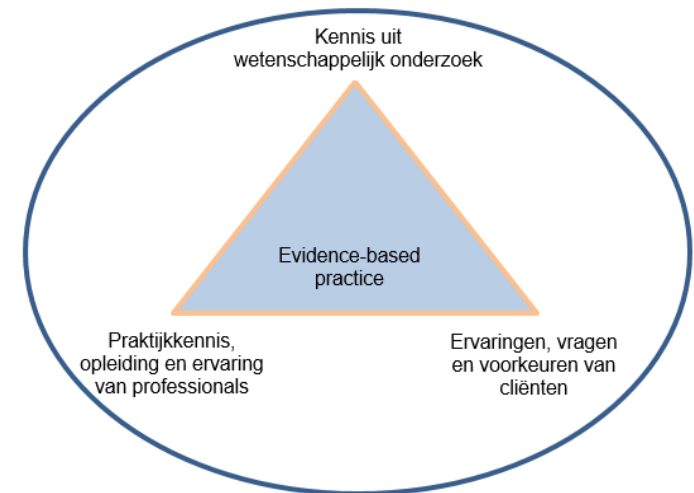 Kennis uit
wetenschappelijk onderzoek
Evidence-based
practice
Praktijkkennis,
opleiding en ervaring
van professionals
Ervaringen, vragen
en voorkeuren van
cliënten